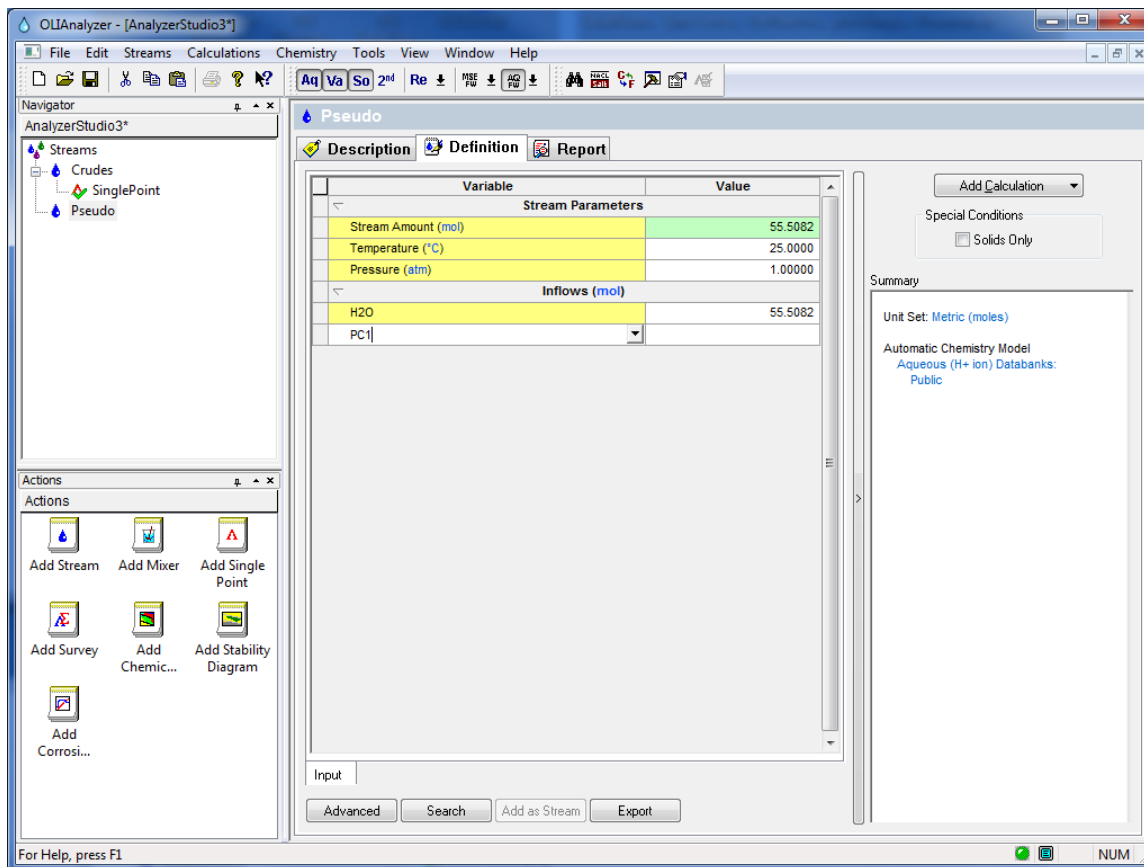 OLIAnalyzer - [AnalyzerStudio3*]
File Edit Streams Calculations Chemistry Tools View Window Help
Aq Va So 2nd Re MSE FW AQ FW
Navigator
AnalyzerStudio3*
Streams
Crudes
SinglePoint
Pseudo
Actions
Actions
Add Stream Add Mixer Add Single Point
Add Survey Add Chemic... Add Stability Diagram
Add Corrosi...
Pseudo
Description Definition Report
Variable Value
Stream Parameters
Stream Amount (mol) 55.5082
Temperature (°C) 25.0000
Pressure (atm) 1.00000
Inflows (mol)
H2O 55.5082
PC1
Input
Advanced Search Add as Stream Export
Add Calculation
Special Conditions
Solids Only
Summary
Unit Set: Metric (moles)
Automatic Chemistry Model
Aqueous (H+ ion) Databanks:
Public
For Help, press F1 NUM